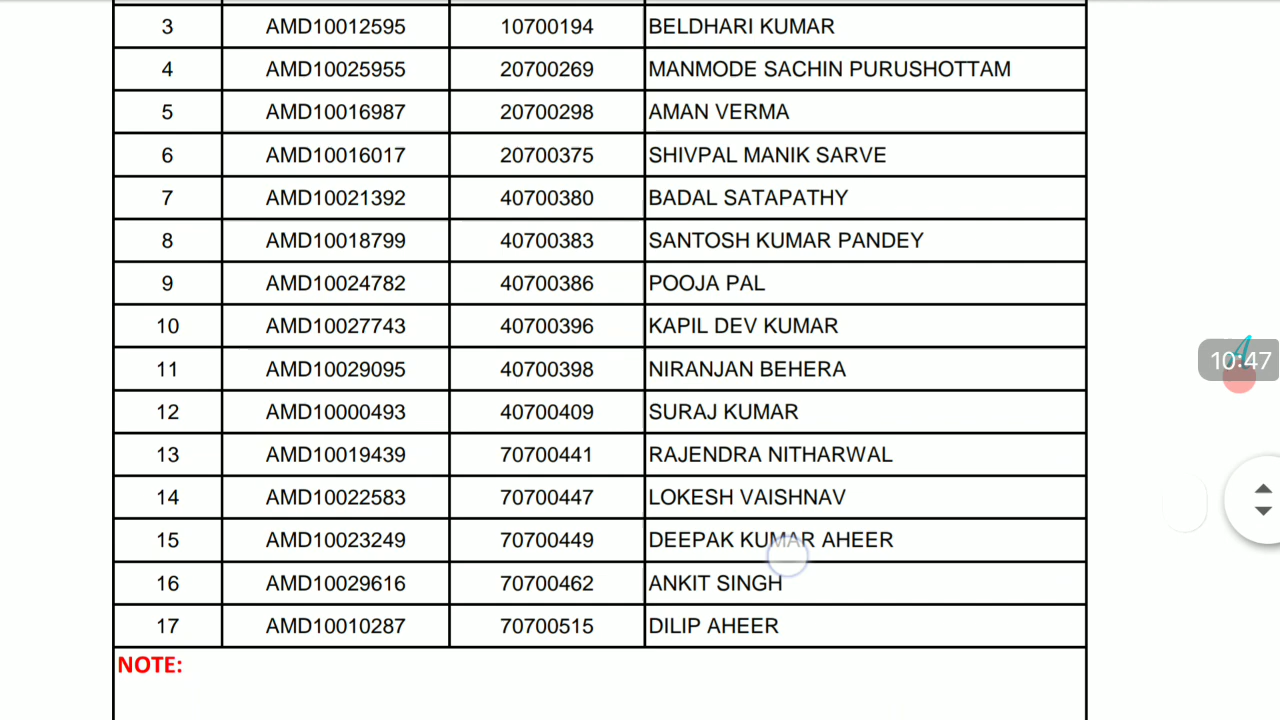 3 AMD10012595 10700194 BELDHARI KUMAR
4 AMD10025955 20700269 MANMODE SACHIN PURUSHOTTAM
5 AMD10016987 20700298 AMAN VERMA
6 AMD10016017 20700375 SHIVPAL MANIK SARVE
7 AMD10021392 40700380 BADAL SATAPATHY
8 AMD10018799 40700383 SANTOSH KUMAR PANDEY
9 AMD10024782 40700386 POOJA PAL
10 AMD10027743 40700396 KAPIL DEV KUMAR
10:47
11 AMD10029095 40700398 NIRANJAN BEHERA
12 AMD10000493 40700409 SURAJ KUMAR
13 AMD10019439 70700441 RAJENDRA NITHARWAL
14 AMD10022583 70700447 LOKESH VAISHNAV
15 AMD10023249 70700449 DEEPAK KUMAR AHEER
16 AMD10029616 70700462 ANKIT SINGH
17 AMD10010287 70700515 DILIP AHEER
NOTE: